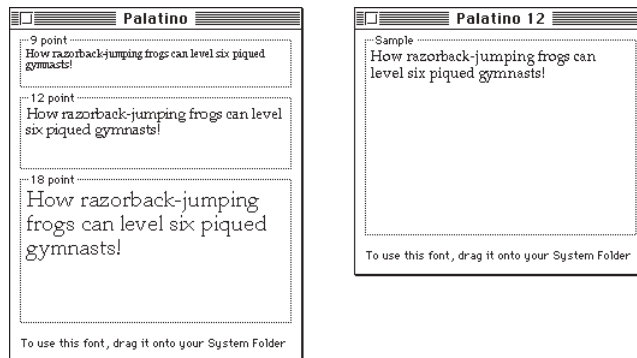 Palatino
9 point
How razorback-jumping frogs can level six piqued
gymnasts!
12 point
How razorback-jumping frogs can level
six piqued gymnasts!
18 point
How razorback-jumping
frogs can level six piqued
gymnasts!
To use this font, drag it onto your System Folder
Palatino 12
Sample
How razorback-jumping frogs can
level six piqued gymnasts!
To use this font, drag it onto your System Folder